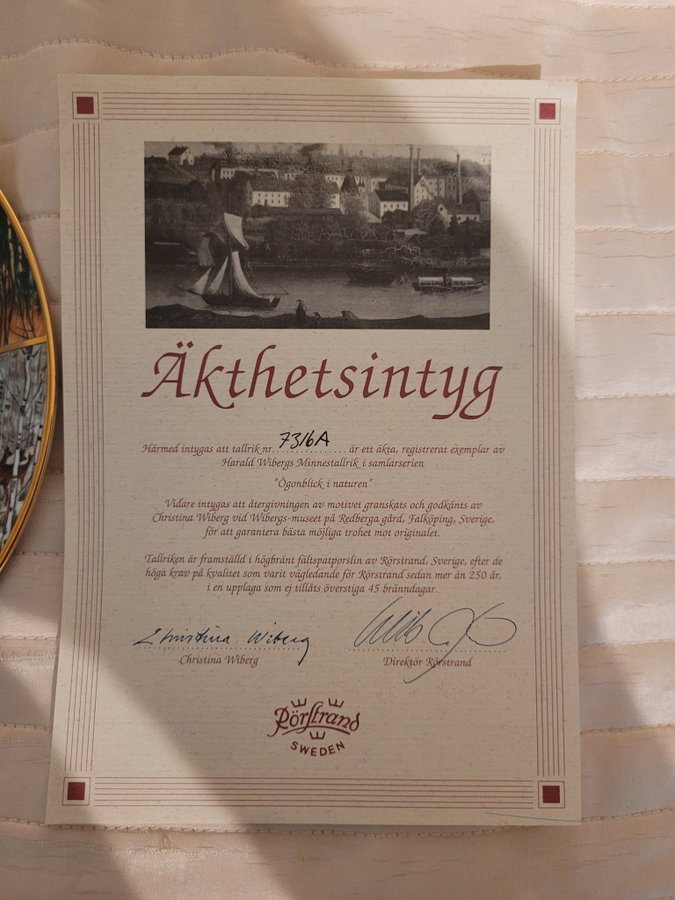 Äkthetsintyg
Härmed intygas att tallrik nr. 7316A är ett äkta, registrerat exemplar av
Harald Wibergs Minnestallrik i samlarserien
"Ögonblick i naturen"
Vidare intygas att återgivningen av motivet granskats och godkänts av
Christina Wiberg vid Wibergs-museet på Redberga gård, Falköping, Sverige,
för att garantera bästa möjliga trohet mot originalet.
Tallriken är framställd i högbränt fältspatporslin av Rörstrand, Sverige, efter de
höga krav på kvalitet som varit vägledande för Rörstrand sedan mer än 250 år,
i en upplaga som ej tillåts överstiga 45 bränndagar.
Christina Wiberg
Christina Wiberg Direktör Rörstrand
Rörstrand
SWEDEN